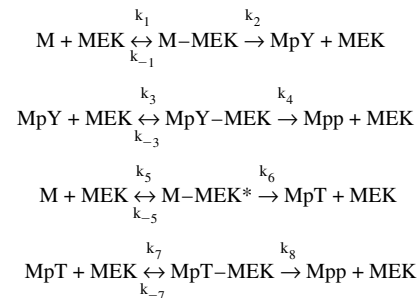 k₁ k₂
M + MEK ↔ M−MEK → MpY + MEK
k₋₁
k₃ k₄
MpY + MEK ↔ MpY−MEK → Mpp + MEK
k₋₃
k₅ k₆
M + MEK ↔ M−MEK* → MpT + MEK
k₋₅
k₇ k₈
MpT + MEK ↔ MpT−MEK → Mpp + MEK
k₋₇